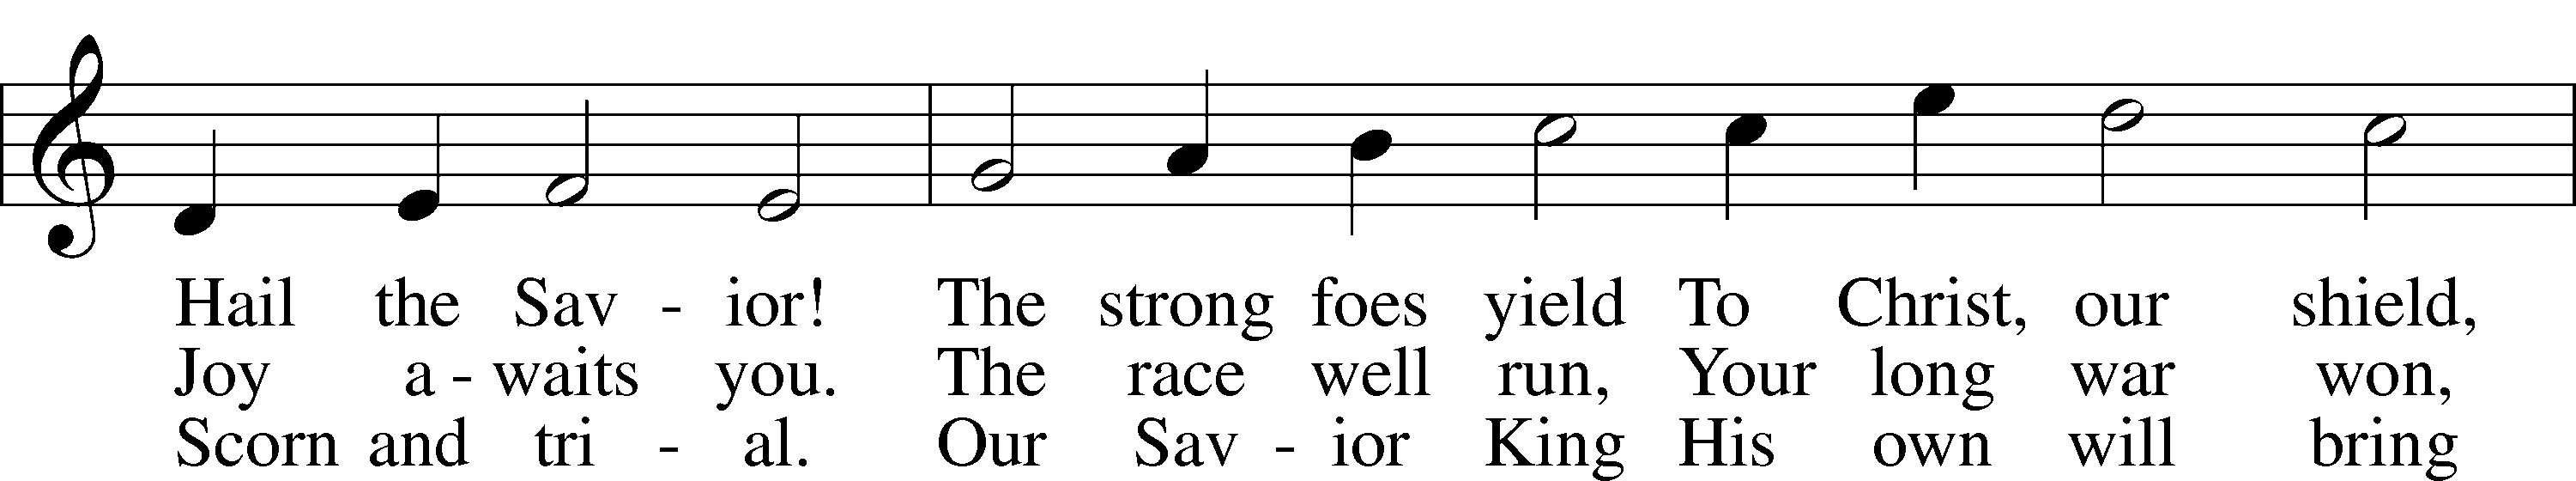 Hail the Sav - ior! The strong foes yield To Christ, our shield,
Joy a - waits you. The race well run, Your long war won,
Scorn and tri - al. Our Sav - ior King His own will bring